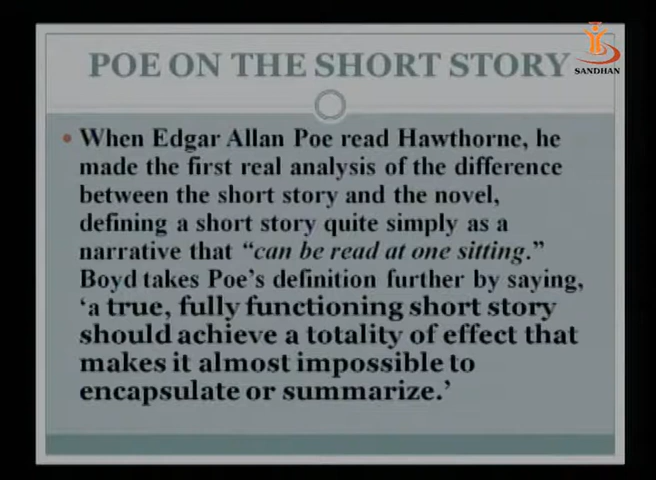 POE ON THE SHORT STORY
SANDHAN
• When Edgar Allan Poe read Hawthorne, he
made the first real analysis of the difference
between the short story and the novel,
defining a short story quite simply as a
narrative that “can be read at one sitting.”
Boyd takes Poe’s definition further by saying,
‘a true, fully functioning short story
should achieve a totality of effect that
makes it almost impossible to
encapsulate or summarize.’